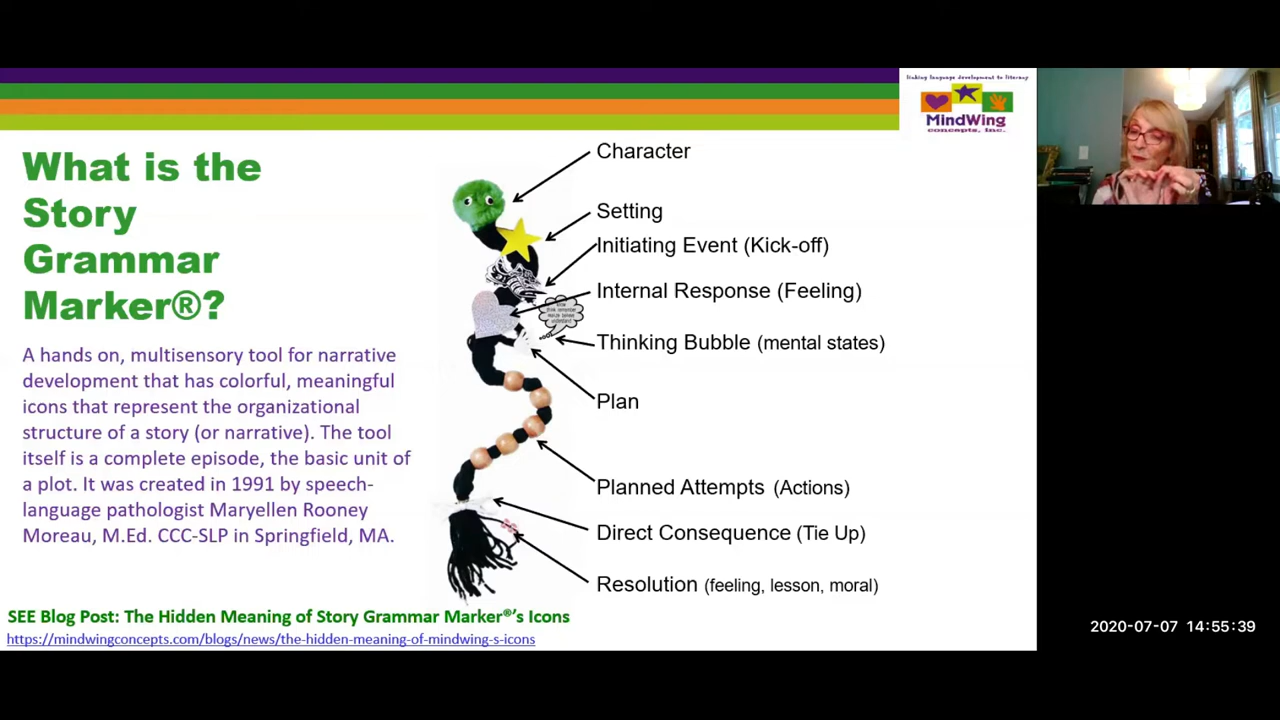 linking language development to literacy
MindWing
concepts, inc.
What is the
Story
Grammar
Marker®?
A hands on, multisensory tool for narrative
development that has colorful, meaningful
icons that represent the organizational
structure of a story (or narrative). The tool
itself is a complete episode, the basic unit of
a plot. It was created in 1991 by speech-
language pathologist Maryellen Rooney
Moreau, M.Ed. CCC-SLP in Springfield, MA.
Character
Setting
Initiating Event (Kick-off)
Internal Response (Feeling)
Thinking Bubble (mental states)
Plan
Planned Attempts (Actions)
Direct Consequence (Tie Up)
Resolution (feeling, lesson, moral)
SEE Blog Post: The Hidden Meaning of Story Grammar Marker®'s Icons
https://mindwingconcepts.com/blogs/news/the-hidden-meaning-of-mindwing-s-icons
2020-07-07 14:55:39